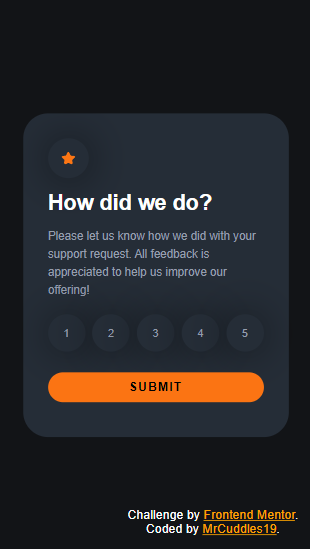 How did we do?
Please let us know how we did with your
support request. All feedback is
appreciated to help us improve our
offering!
1 2 3 4 5
SUBMIT
Challenge by Frontend Mentor.
Coded by MrCuddles19.